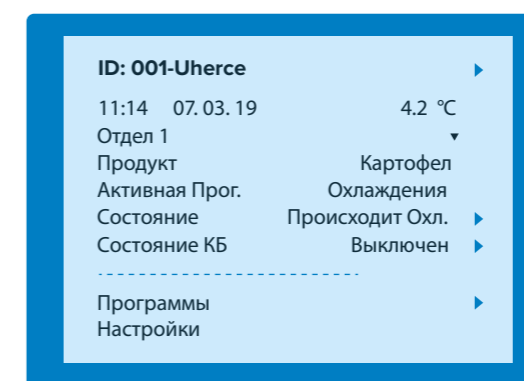 ID: 001-Uherce
11:14 07. 03. 19 4.2 °C
Отдел 1
Продукт Картофел
Активная Прог. Охлаждения
Состояние Происходит Охл.
Состояние КБ Выключен
Программы
Настройки